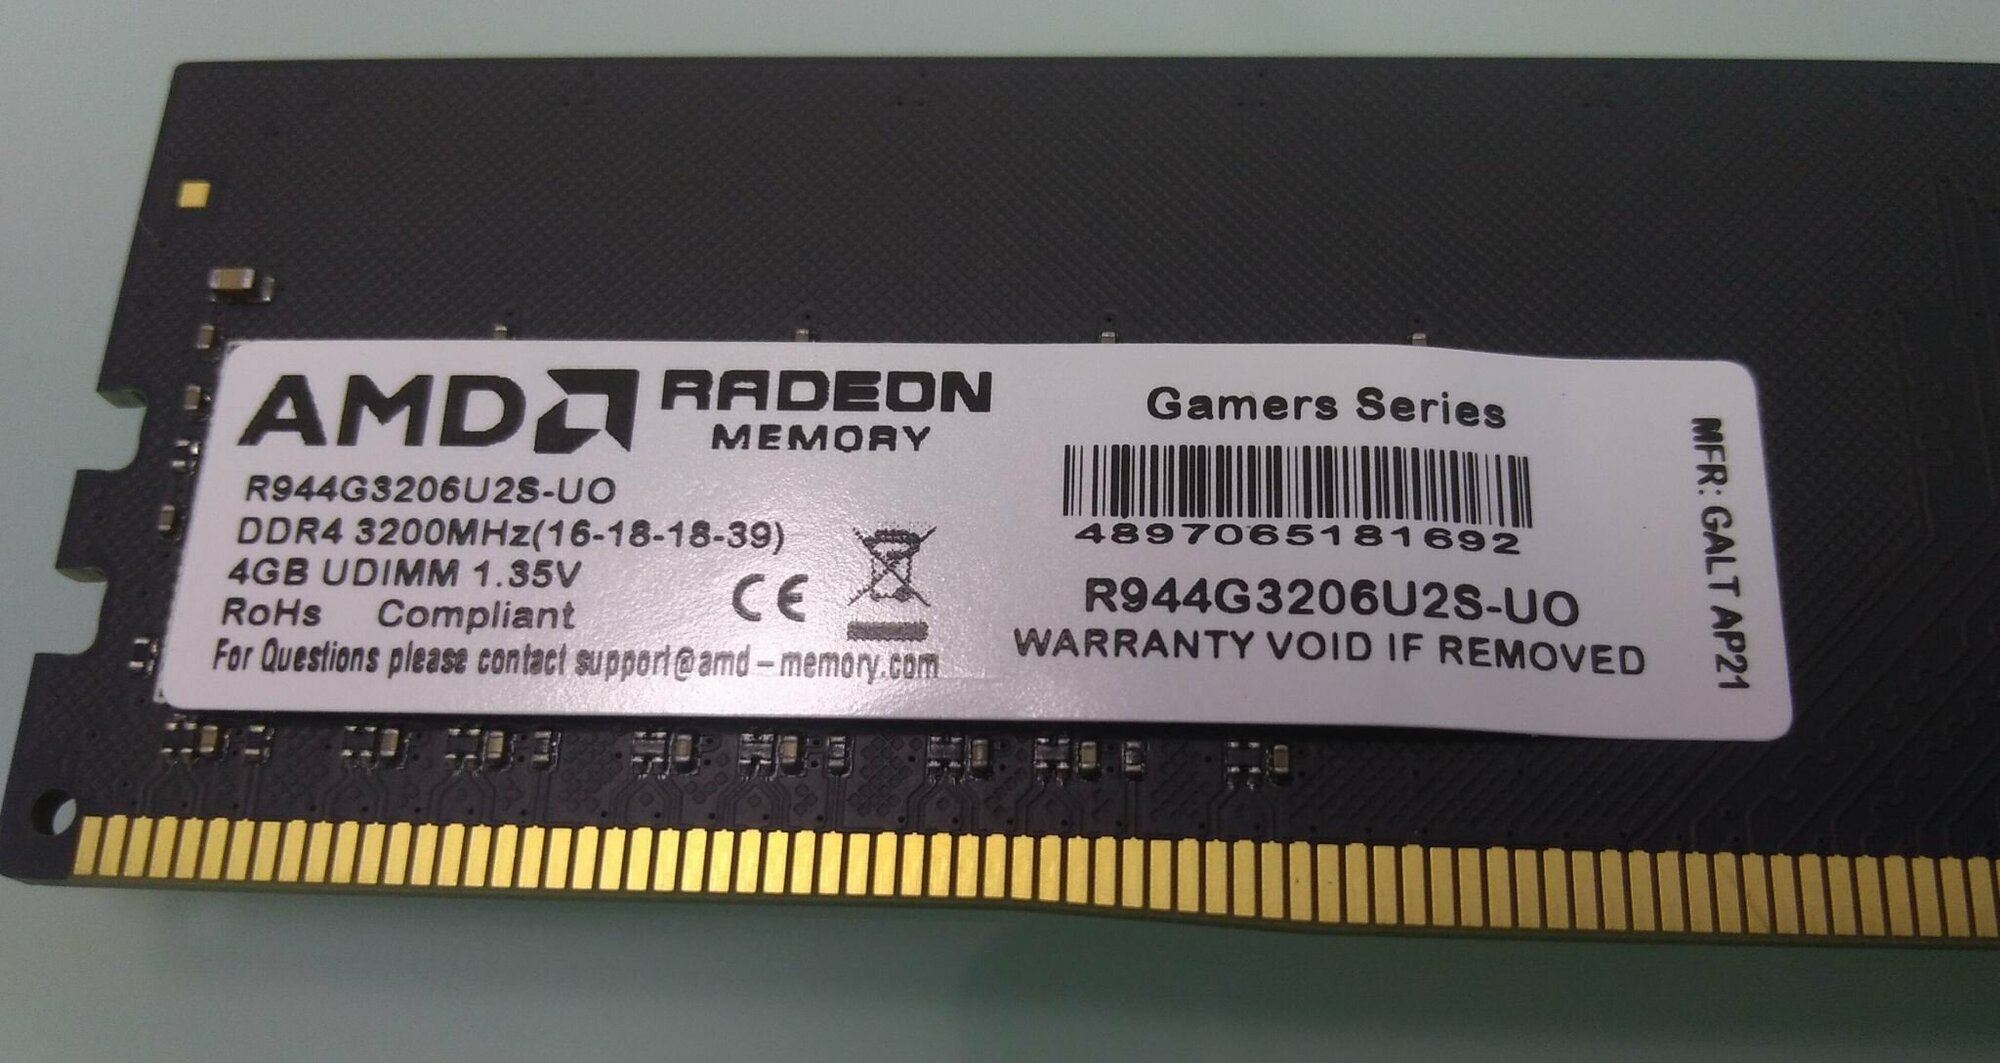 AMD RADEON
MEMORY
R944G3206U2S-UO
DDR4 3200MHz(16-18-18-39)
4GB UDIMM 1.35V
RoHs Compliant
CE
For Questions please contact support@amd-memory.com
Gamers Series
4897065181692
R944G3206U2S-UO
WARRANTY VOID IF REMOVED
MFR: GALT AP21